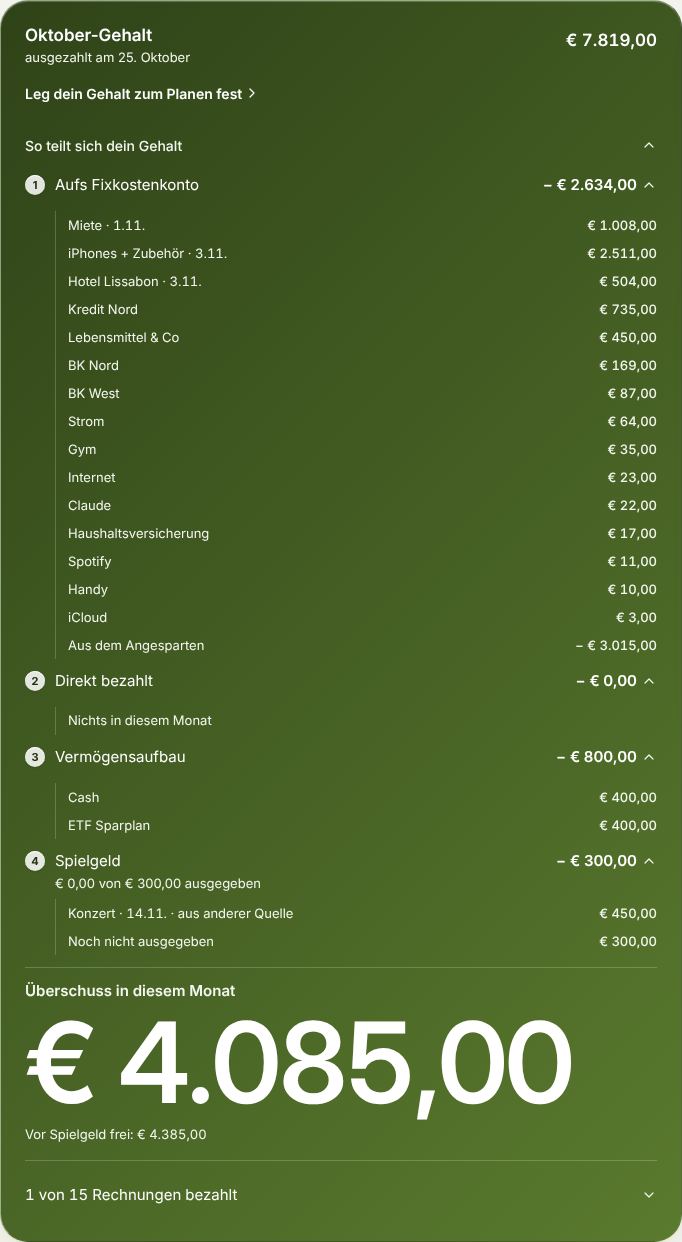 Oktober-Gehalt
€ 7.819,00
ausgezahlt am 25. Oktober
Leg dein Gehalt zum Planen fest >
So teilt sich dein Gehalt
1 Aufs Fixkostenkonto – € 2.634,00
Miete · 1.11. € 1.008,00
iPhones + Zubehör · 3.11. € 2.511,00
Hotel Lissabon · 3.11. € 504,00
Kredit Nord € 735,00
Lebensmittel & Co € 450,00
BK Nord € 169,00
BK West € 87,00
Strom € 64,00
Gym € 35,00
Internet € 23,00
Claude € 22,00
Haushaltsversicherung € 17,00
Spotify € 11,00
Handy € 10,00
iCloud € 3,00
Aus dem Angesparten – € 3.015,00
2 Direkt bezahlt – € 0,00
Nichts in diesem Monat
3 Vermögensaufbau – € 800,00
Cash € 400,00
ETF Sparplan € 400,00
4 Spielgeld – € 300,00
€ 0,00 von € 300,00 ausgegeben
Konzert · 14.11. · aus anderer Quelle € 450,00
Noch nicht ausgegeben € 300,00
Überschuss in diesem Monat
€ 4.085,00
Vor Spielgeld frei: € 4.385,00
1 von 15 Rechnungen bezahlt